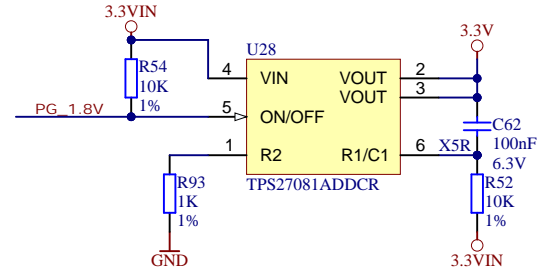 3.3VIN
3.3V
U28
R54
10K
1%
4
VIN
VOUT
2
VOUT
3
PG_1.8V
5
ON/OFF
C62
100nF
6.3V
1
R2
R1/C1
6
X5R
TPS27081ADDCR
R93
1K
1%
R52
10K
1%
GND
3.3VIN